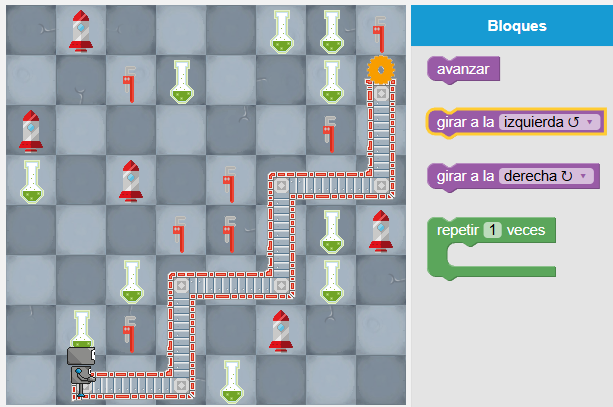 Bloques
avanzar
girar a la izquierda ↺ ▼
girar a la derecha ↻ ▼
repetir 1 veces